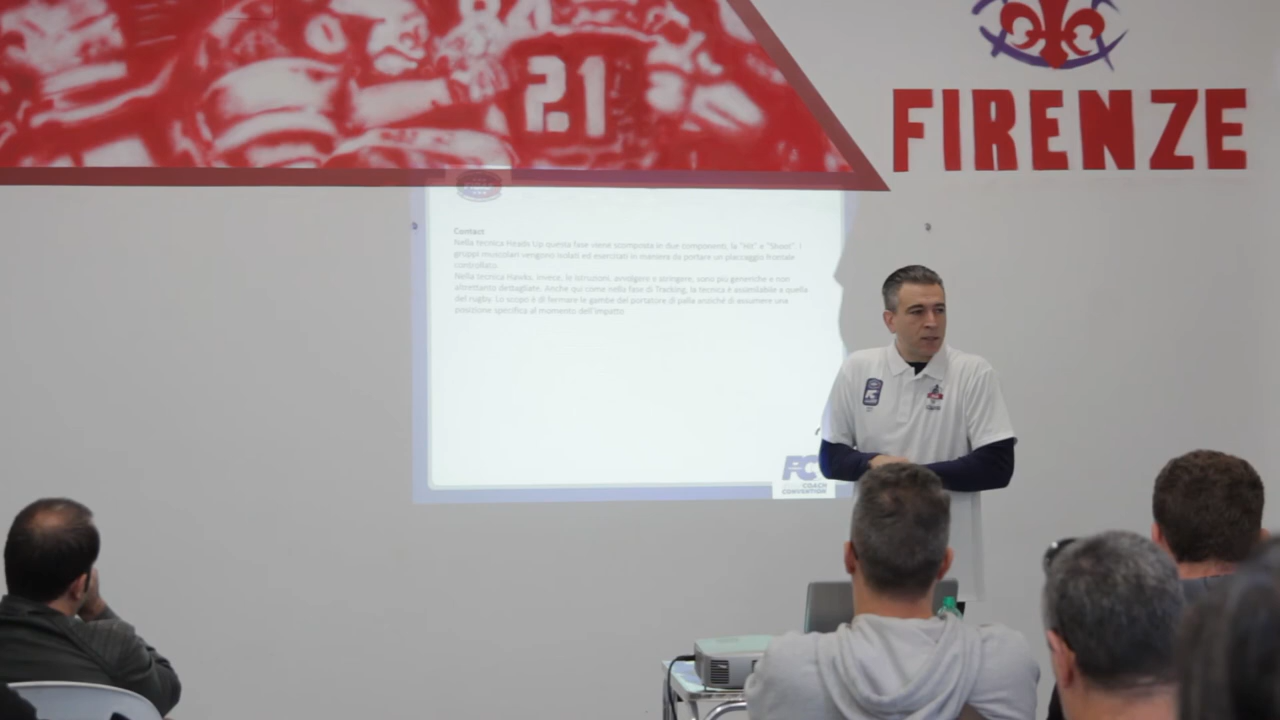 21
FIRENZE
Contact
Nella tecnica Heads Up questa fase viene scomposta in due componenti, la "Hit" e "Shoot". I
gruppi muscolari vengono isolati ed esercitati in maniera da portare un placcaggio frontale
controllato.
Nella tecnica Hawks, invece, le istruzioni, avvolgere e stringere, sono più generiche e non
altrettanto dettagliate. Anche qui come nella fase di Tracking, la tecnica è assimilabile a quella
del rugby. Lo scopo è di fermare le gambe del portatore di palla anziché di assumere una
posizione specifica al momento dell'impatto
FC
COACH
CONVENTION